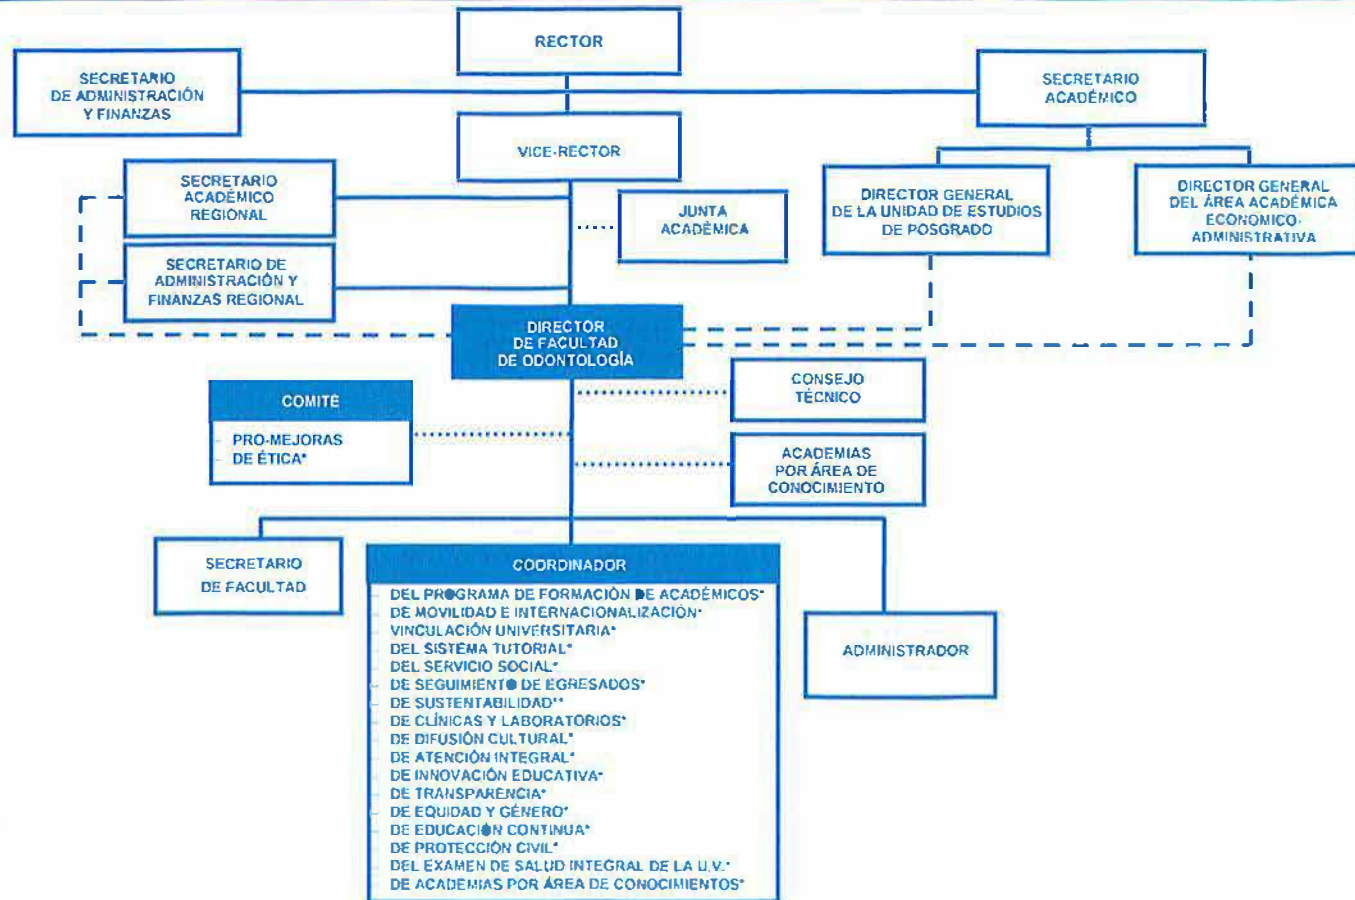 RECTOR
SECRETARIO
DE ADMINISTRACIÓN
Y FINANZAS
SECRETARIO
ACADÉMICO
VICE-RECTOR
SECRETARIO
ACADÉMICO
REGIONAL
JUNTA
ACADÉMICA
DIRECTOR GENERAL
DE LA UNIDAD DE ESTUDIOS
DE POSGRADO
DIRECTOR GENERAL
DEL ÁREA ACADÉMICA
ECONOMICO-
ADMINISTRATIVA
SECRETARIO DE
ADMINISTRACIÓN Y
FINANZAS REGIONAL
DIRECTOR
DE FACULTAD
DE ODONTOLOGÍA
CONSEJO
TÉCNICO
COMITÉ
PRO-MEJORAS
DE ÉTICA*
ACADEMIAS
POR ÁREA DE
CONOCIMIENTO
SECRETARIO
DE FACULTAD
COORDINADOR
DEL PROGRAMA DE FORMACIÓN DE ACADÉMICOS*
DE MOVILIDAD E INTERNACIONALIZACIÓN*
VINCULACIÓN UNIVERSITARIA*
DEL SISTEMA TUTORIAL*
DEL SERVICIO SOCIAL*
DE SEGUIMIENTO DE EGRESADOS*
DE SUSTENTABILIDAD**
DE CLÍNICAS Y LABORATORIOS*
DE DIFUSIÓN CULTURAL*
DE ATENCIÓN INTEGRAL*
DE INNOVACIÓN EDUCATIVA*
DE TRANSPARENCIA*
DE EQUIDAD Y GÉNERO*
DE EDUCACIÓN CONTINUA*
DE PROTECCIÓN CIVIL*
DEL EXAMEN DE SALUD INTEGRAL DE LA U.V.*
DE ACADEMIAS POR ÁREA DE CONOCIMIENTOS*
ADMINISTRADOR